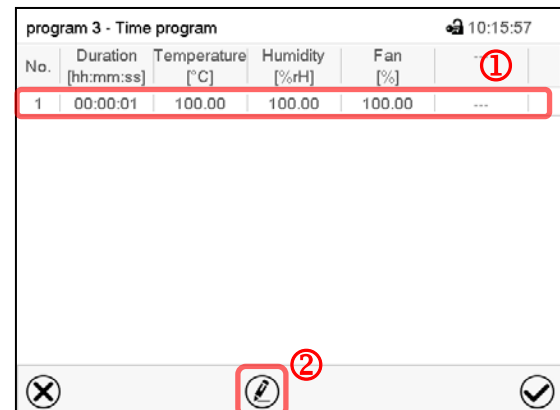 program 3 - Time program 10:15:57
No. Duration [hh:mm:ss] Temperature [°C] Humidity [%rH] Fan [%] ---
①
1 00:00:01 100.00 100.00 100.00 ---
②